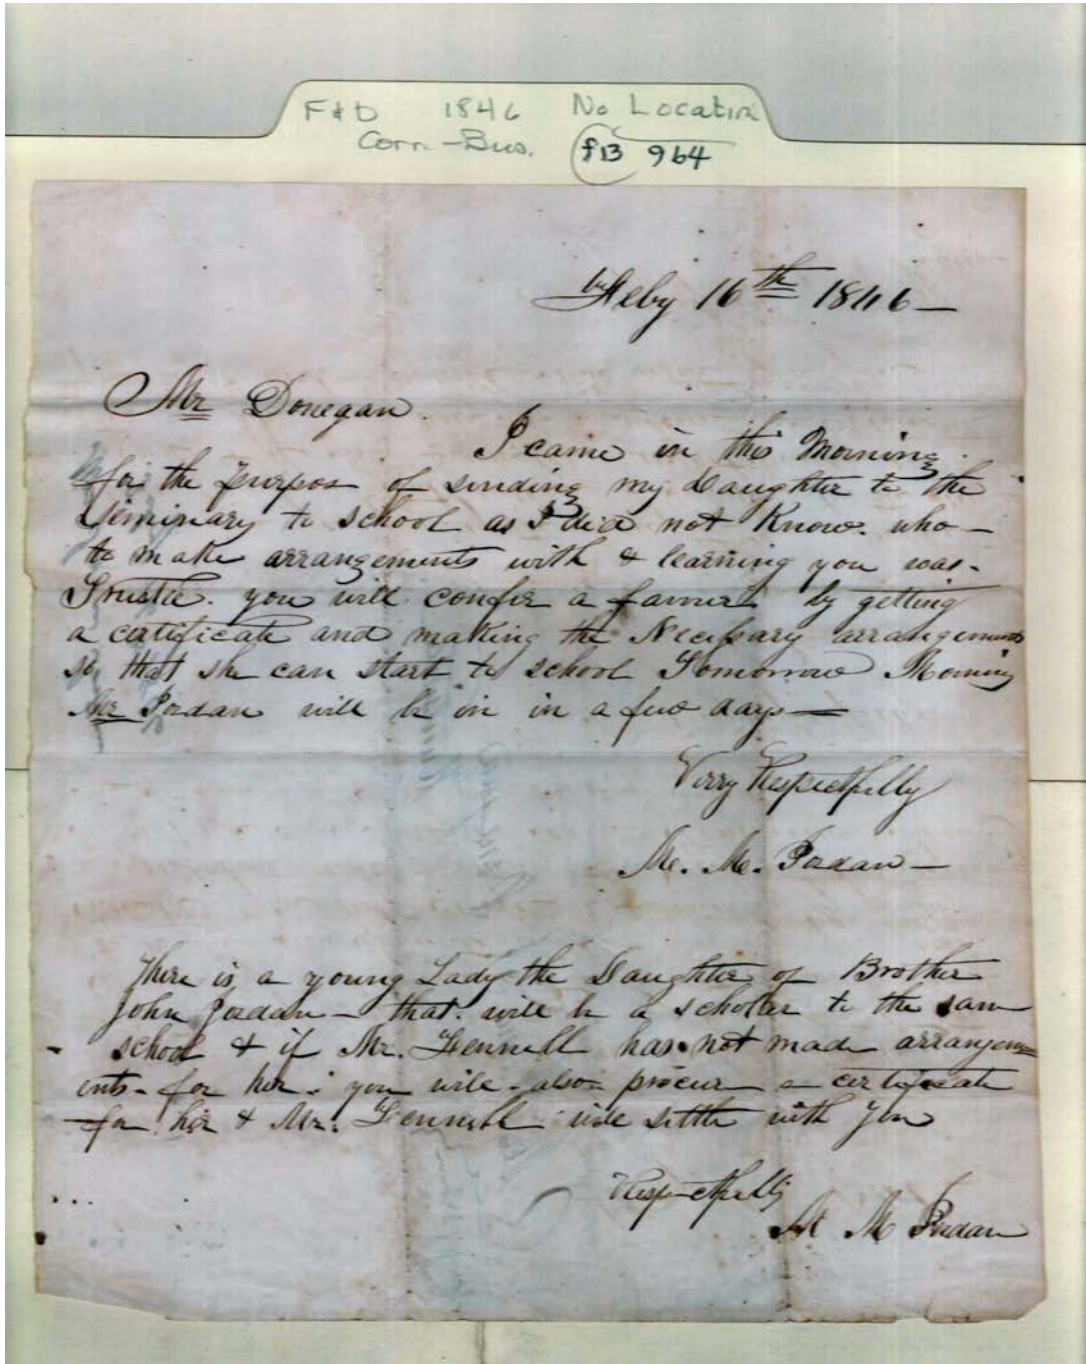 F & D 1846 No Location
Corr - Bus. f13 964
Feby 16th 1846 —
Mr Donegan.
I came in this Morning
for the purpos of sending my Daughter to the
Seminary to school as I did not Know. who —
to make arrangements with & learning you was -
Trustee. you will confer a favour by getting
a certificate and making the Necessary arrangements
so that she can start to school Tomorrow Morning
Mr Jordan will be in in a few days —
Verry Respectfully
M. M. Jordan —
There is a young Lady the Daughter of Brother
John Jordan — that will be a scholar to the sam
school & if Mr. Fennell has not made arrangem
ents - for her - you will - also procur a certificate
for her & Mr. Fennell will settle with you
Respectfully
M M Jordan